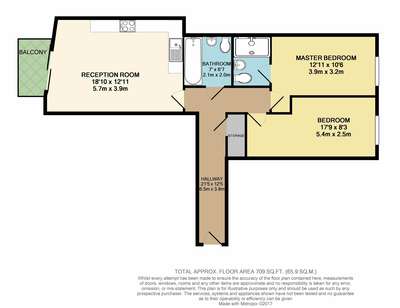 BALCONY
RECEPTION ROOM
18'10 x 12'11
5.7m x 3.9m
BATHROOM
7' x 6'7
2.1m x 2.0m
MASTER BEDROOM
12'11 x 10'6
3.9m x 3.2m
BEDROOM
17'9 x 8'3
5.4m x 2.5m
STORAGE
HALLWAY
21'5 x 12'5
6.5m x 3.8m
TOTAL APPROX. FLOOR AREA 709 SQ.FT. (65.9 SQ.M.)
Whilst every attempt has been made to ensure the accuracy of the floor plan contained here, measurements
of doors, windows, rooms and any other items are approximate and no responsibility is taken for any error,
omission, or mis-statement. This plan is for illustrative purposes only and should be used as such by any
prospective purchaser. The services, systems and appliances shown have not been tested and no guarantee
as to their operability or efficiency can be given
Made with Metropix ©2017